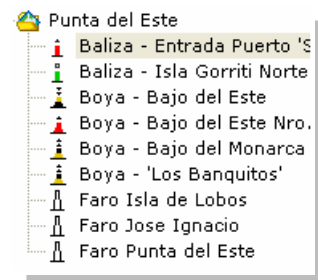 Punta del Este
Baliza - Entrada Puerto 'S
Baliza - Isla Gorriti Norte
Boya - Bajo del Este
Boya - Bajo del Este Nro.
Boya - Bajo del Monarca
Boya - 'Los Banquitos'
Faro Isla de Lobos
Faro Jose Ignacio
Faro Punta del Este